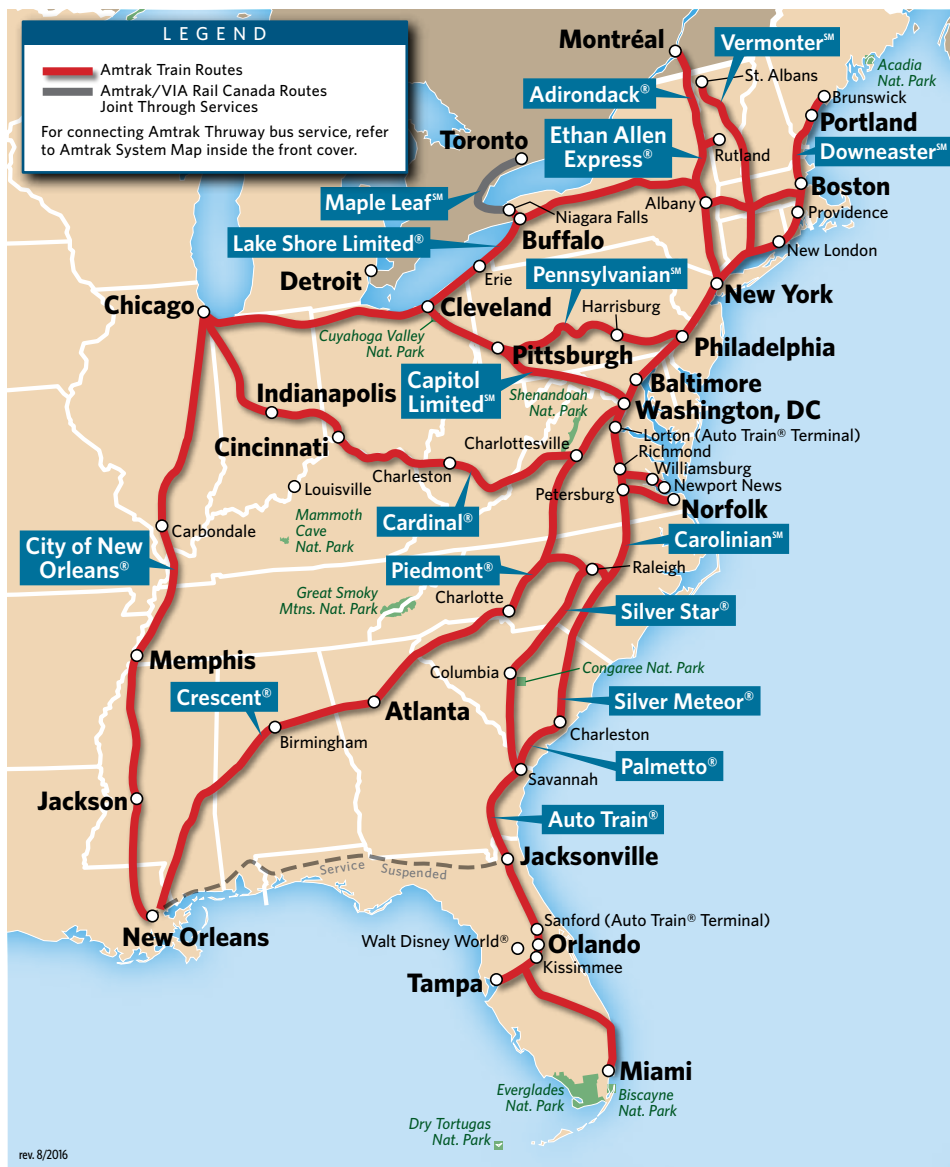 LEGEND
Amtrak Train Routes
Amtrak/VIA Rail Canada Routes
Joint Through Services
For connecting Amtrak Thruway bus service, refer
to Amtrak System Map inside the front cover.
Montréal
Vermonter℠
St. Albans
Acadia
Nat. Park
Adirondack®
Brunswick
Portland
Toronto
Ethan Allen
Express®
Rutland
Downeaster℠
Boston
Maple Leaf℠
Albany
Providence
Niagara Falls
Lake Shore Limited®
Buffalo
New London
Detroit
Erie
Pennsylvanian℠
New York
Chicago
Cleveland
Harrisburg
Cuyahoga Valley
Nat. Park
Pittsburgh
Philadelphia
Capitol
Limited℠
Baltimore
Indianapolis
Shenandoah
Nat. Park
Washington, DC
Cincinnati
Charlottesville
Lorton (Auto Train® Terminal)
Richmond
Charleston
Williamsburg
Louisville
Newport News
Petersburg
Norfolk
Mammoth
Cave
Nat. Park
Cardinal®
Carbondale
Carolinian℠
City of New
Orleans®
Piedmont®
Raleigh
Great Smoky
Mtns. Nat. Park
Charlotte
Silver Star®
Memphis
Columbia
Congaree Nat. Park
Crescent®
Silver Meteor®
Atlanta
Charleston
Birmingham
Palmetto®
Savannah
Jackson
Auto Train®
Jacksonville
Service Suspended
Sanford (Auto Train® Terminal)
New Orleans
Walt Disney World®
Orlando
Kissimmee
Tampa
Miami
Everglades
Nat. Park
Biscayne
Nat. Park
Dry Tortugas
Nat. Park
rev. 8/2016